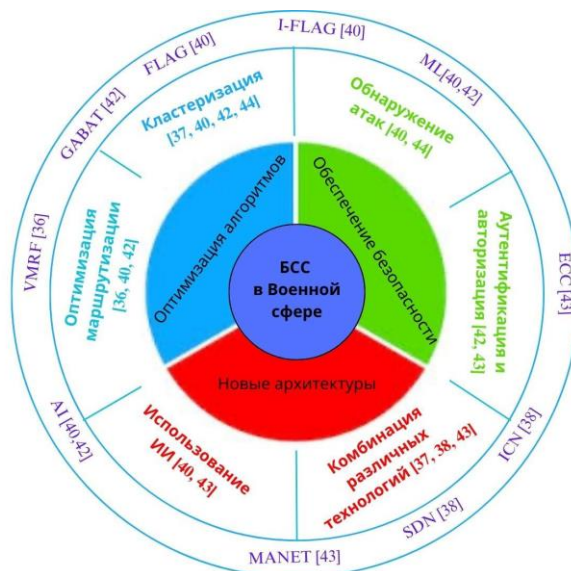 I-FLAG [40]
ML[40,42]
ECC [43]
ICN [38]
SDN [38]
MANET [43]
AI [40,42]
VMRF [36]
GABAT [42]
FLAG [40]
Кластеризация
[37, 40, 42, 44]
Обнаружение
атак [40, 44]
Аутентификация и
авторизация [42, 43]
Комбинация
различных
технологий [37, 38, 43]
Использование
ИИ [40, 43]
Оптимизация
маршрутизации
[36, 40, 42]
Оптимизация алгоритмов
Обеспечение безопасности
Новые архитектуры
БСС
в Военной
сфере